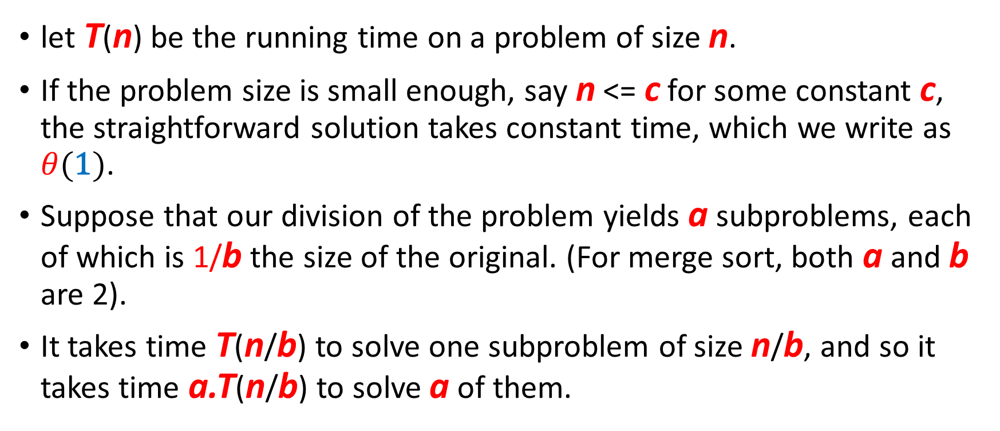 • let T(n) be the running time on a problem of size n.
• If the problem size is small enough, say n <= c for some constant c,
the straightforward solution takes constant time, which we write as
θ(1).
• Suppose that our division of the problem yields a subproblems, each
of which is 1/b the size of the original. (For merge sort, both a and b
are 2).
• It takes time T(n/b) to solve one subproblem of size n/b, and so it
takes time a.T(n/b) to solve a of them.